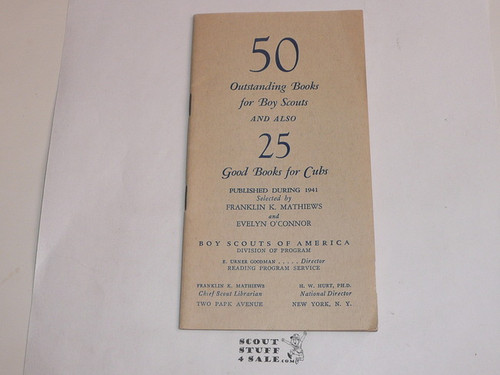 50
Outstanding Books
for Boy Scouts
AND ALSO
25
Good Books for Cubs
PUBLISHED DURING 1941
Selected by
FRANKLIN K. MATHIEWS
and
EVELYN O'CONNOR
BOY SCOUTS OF AMERICA
DIVISION OF PROGRAM
E. URNER GOODMAN . . . . . Director
READING PROGRAM SERVICE
FRANKLIN K. MATHIEWS
Chief Scout Librarian
TWO PARK AVENUE
H. W. HURT, PH.D.
National Director
NEW YORK, N. Y.
SCOUT
STUFF
4 SALE.COM